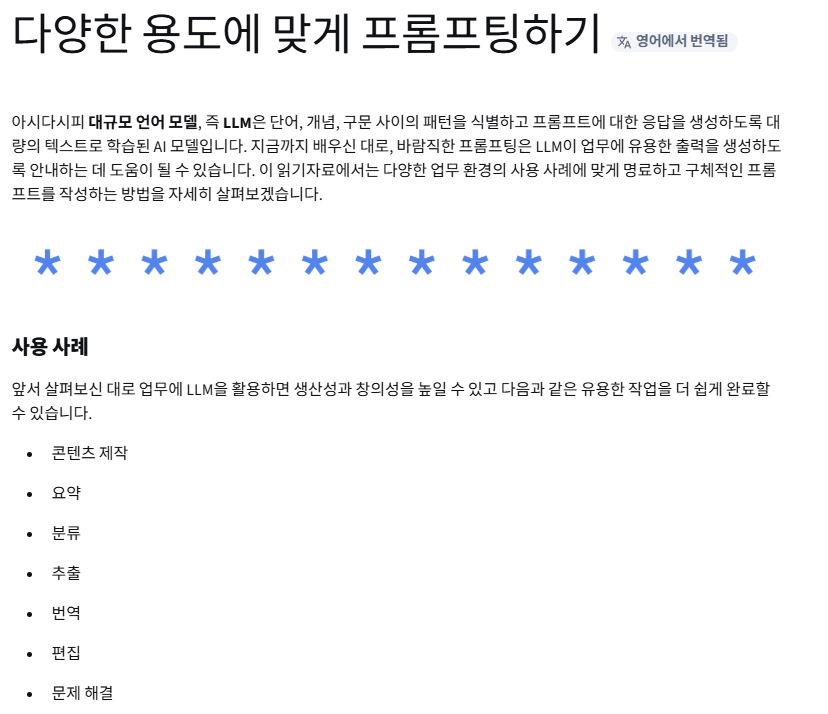 다양한 용도에 맞게 프롬프팅하기 영어에서 번역됨
아시다시피 대규모 언어 모델, 즉 LLM은 단어, 개념, 구문 사이의 패턴을 식별하고 프롬프트에 대한 응답을 생성하도록 대
량의 텍스트로 학습된 AI 모델입니다. 지금까지 배우신 대로, 바람직한 프롬프팅은 LLM이 업무에 유용한 출력을 생성하도
록 안내하는 데 도움이 될 수 있습니다. 이 읽기자료에서는 다양한 업무 환경의 사용 사례에 맞게 명료하고 구체적인 프롬
프트를 작성하는 방법을 자세히 살펴보겠습니다.
* * * * * * * * * * * * * *
사용 사례
앞서 살펴보신 대로 업무에 LLM을 활용하면 생산성과 창의성을 높일 수 있고 다음과 같은 유용한 작업을 더 쉽게 완료할
수 있습니다.
• 콘텐츠 제작
• 요약
• 분류
• 추출
• 번역
• 편집
• 문제 해결